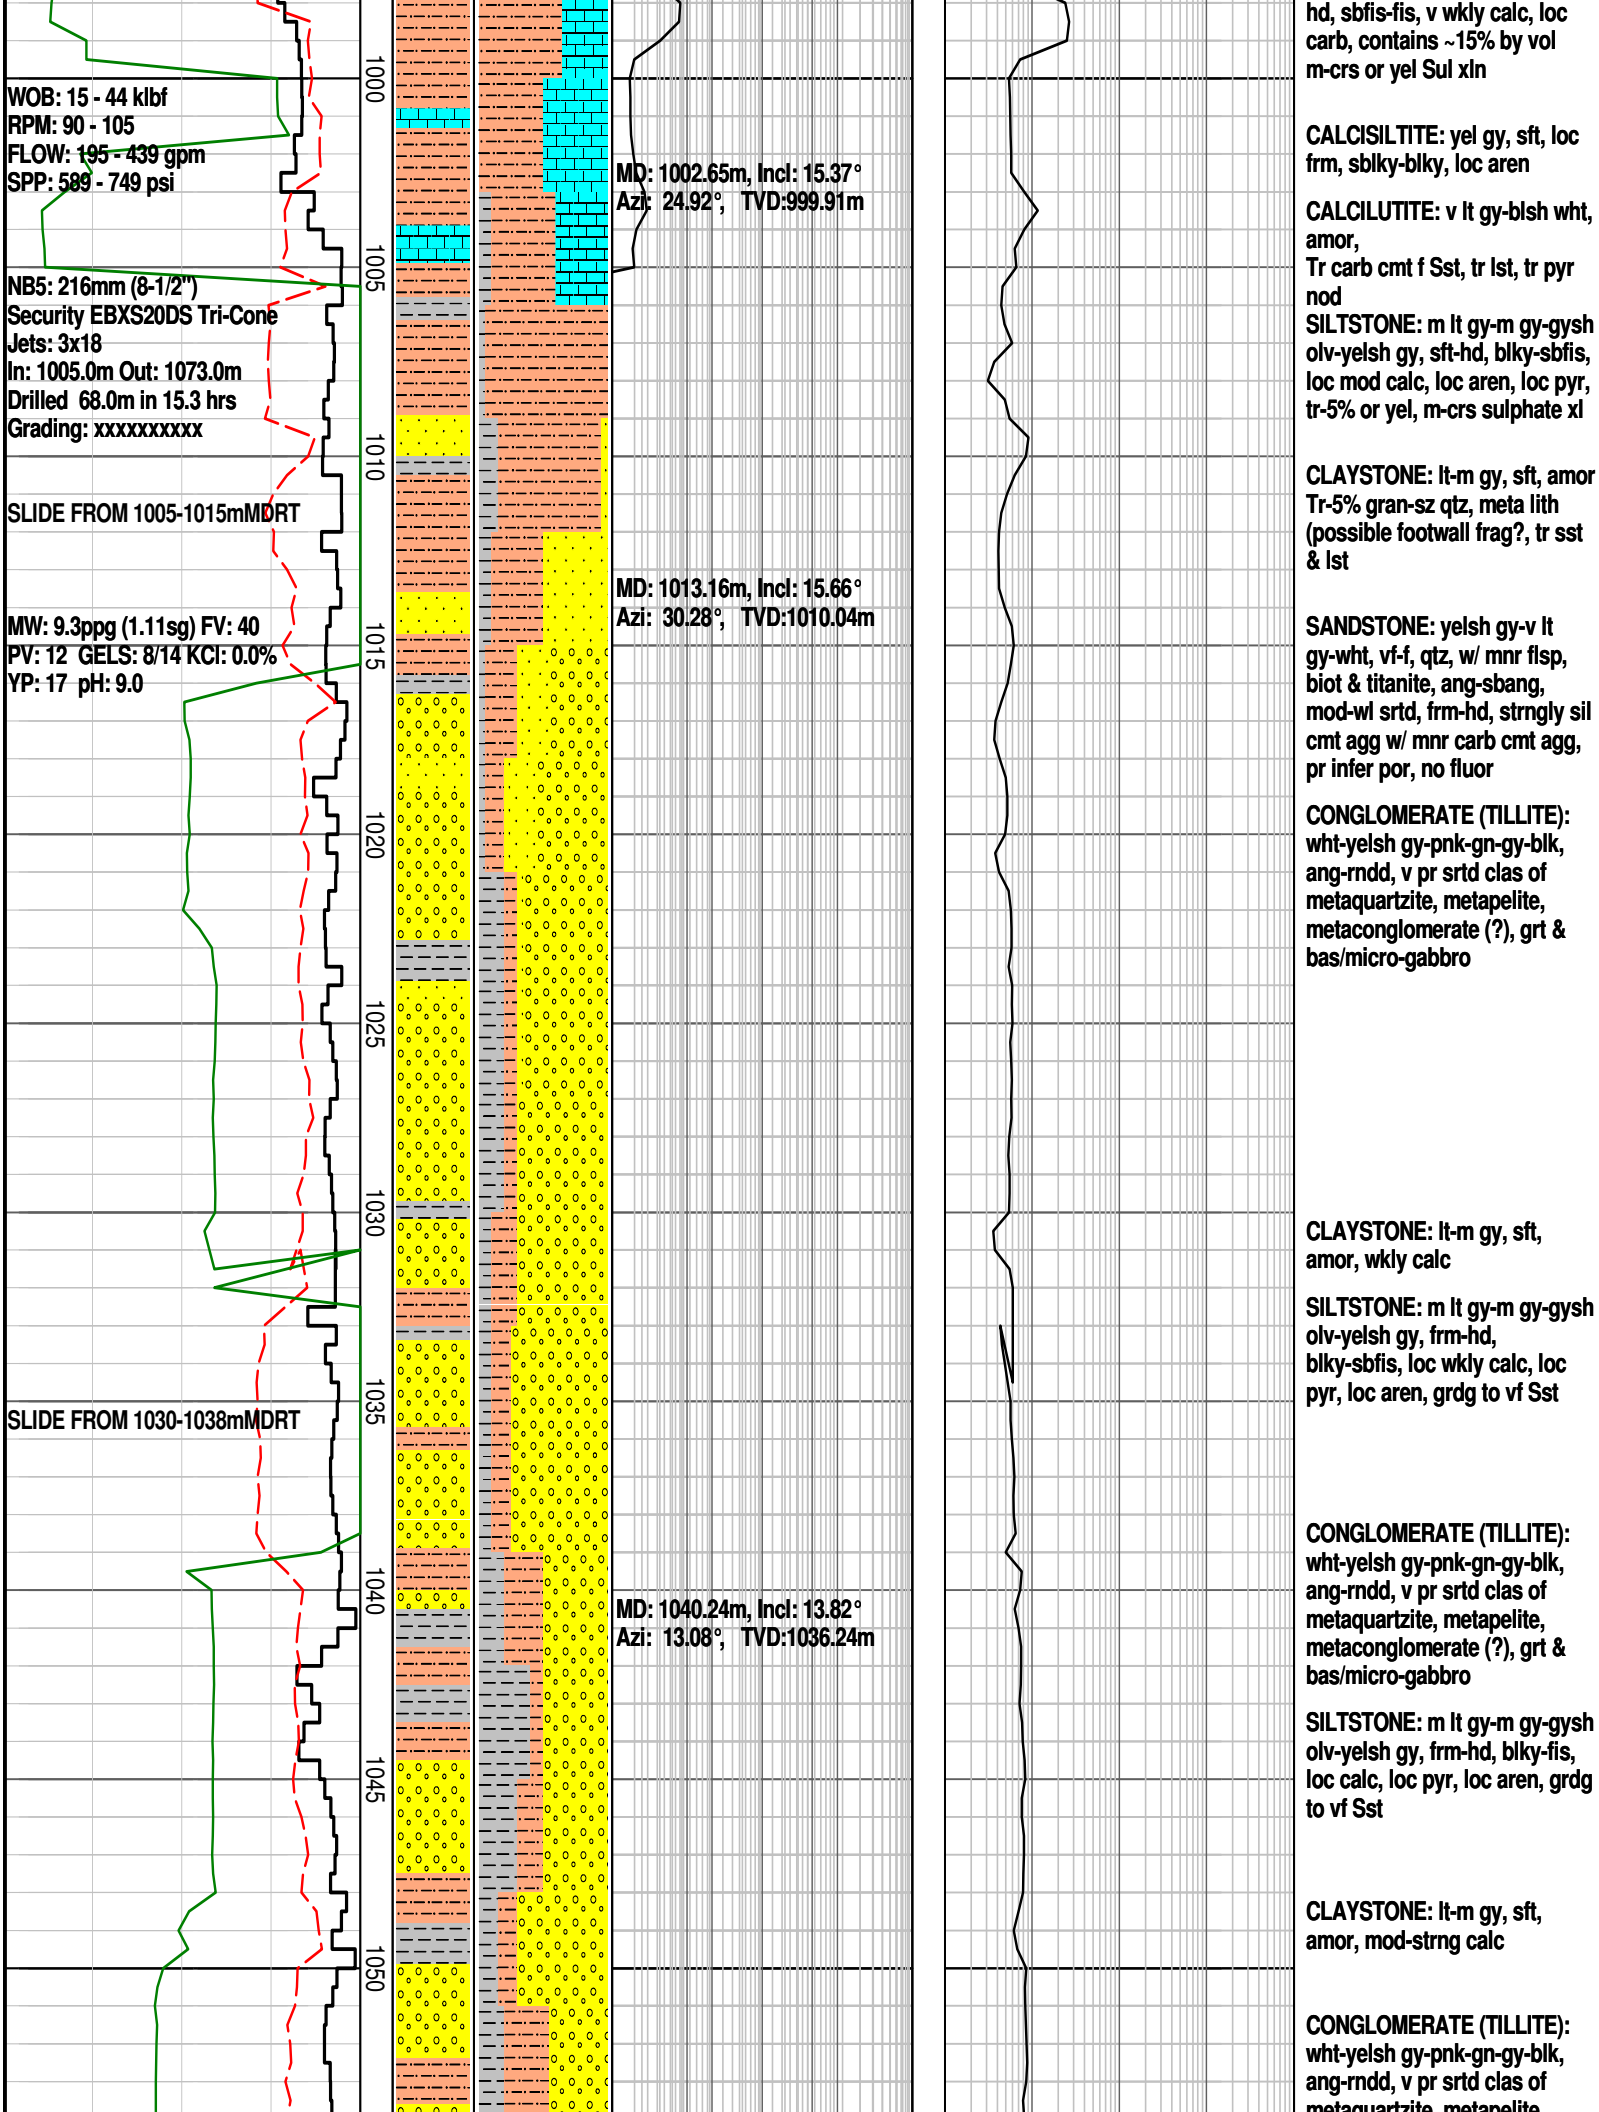 WOB: 15 - 44 klbf
RPM: 90 - 105
FLOW: 195 - 439 gpm
SPP: 589 - 749 psi
NB5: 216mm (8-1/2")
Security EBXS20DS Tri-Cone
Jets: 3x18
In: 1005.0m Out: 1073.0m
Drilled 68.0m in 15.3 hrs
Grading: xxxxxxxxxx
SLIDE FROM 1005-1015mMDRT
MW: 9.3ppg (1.11sg) FV: 40
PV: 12 GELS: 8/14 KCl: 0.0%
YP: 17 pH: 9.0
SLIDE FROM 1030-1038mMDRT
1000
1005
1010
1015
1020
1025
1030
1035
1040
1045
1050
MD: 1002.65m, Incl: 15.37°
Azi: 24.92°, TVD:999.91m
MD: 1013.16m, Incl: 15.66°
Azi: 30.28°, TVD:1010.04m
MD: 1040.24m, Incl: 13.82°
Azi: 13.08°, TVD:1036.24m
hd, sbfis-fis, v wkly calc, loc
carb, contains ~15% by vol
m-crs or yel Sul xln
CALCISILTITE: yel gy, sft, loc
frm, sblky-blky, loc aren
CALCILUTITE: v lt gy-blsh wht,
amor,
Tr carb cmt f Sst, tr lst, tr pyr
nod
SILTSTONE: m lt gy-m gy-gysh
olv-yelsh gy, sft-hd, blky-sbfis,
loc mod calc, loc aren, loc pyr,
tr-5% or yel, m-crs sulphate xl
CLAYSTONE: lt-m gy, sft, amor
Tr-5% gran-sz qtz, meta lith
(possible footwall frag?, tr sst
& lst
SANDSTONE: yelsh gy-v lt
gy-wht, vf-f, qtz, w/ mnr flsp,
biot & titanite, ang-sbang,
mod-wl srtd, frm-hd, strngly sil
cmt agg w/ mnr carb cmt agg,
pr infer por, no fluor
CONGLOMERATE (TILLITE):
wht-yelsh gy-pnk-gn-gy-blk,
ang-rndd, v pr srtd clas of
metaquartzite, metapelite,
metaconglomerate (?), grt &
bas/micro-gabbro
CLAYSTONE: lt-m gy, sft,
amor, wkly calc
SILTSTONE: m lt gy-m gy-gysh
olv-yelsh gy, frm-hd,
blky-sbfis, loc wkly calc, loc
pyr, loc aren, grdg to vf Sst
CONGLOMERATE (TILLITE):
wht-yelsh gy-pnk-gn-gy-blk,
ang-rndd, v pr srtd clas of
metaquartzite, metapelite,
metaconglomerate (?), grt &
bas/micro-gabbro
SILTSTONE: m lt gy-m gy-gysh
olv-yelsh gy, frm-hd, blky-fis,
loc calc, loc pyr, loc aren, grdg
to vf Sst
CLAYSTONE: lt-m gy, sft,
amor, mod-strng calc
CONGLOMERATE (TILLITE):
wht-yelsh gy-pnk-gn-gy-blk,
ang-rndd, v pr srtd clas of
metaquartzite, metapelite,